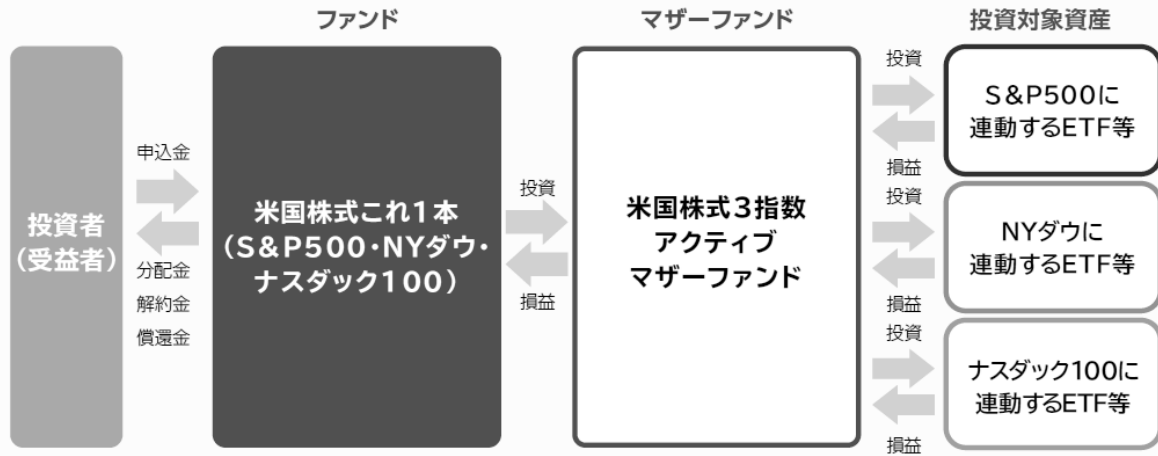 ファンド
マザーファンド
投資対象資産
投資者
(受益者)
申込金
分配金
解約金
償還金
米国株式これ1本
(S&P500・NYダウ・
ナスダック100)
投資
損益
米国株式3指数
アクティブ
マザーファンド
投資
損益
S&P500に
連動するETF等
投資
損益
NYダウに
連動するETF等
投資
損益
ナスダック100に
連動するETF等